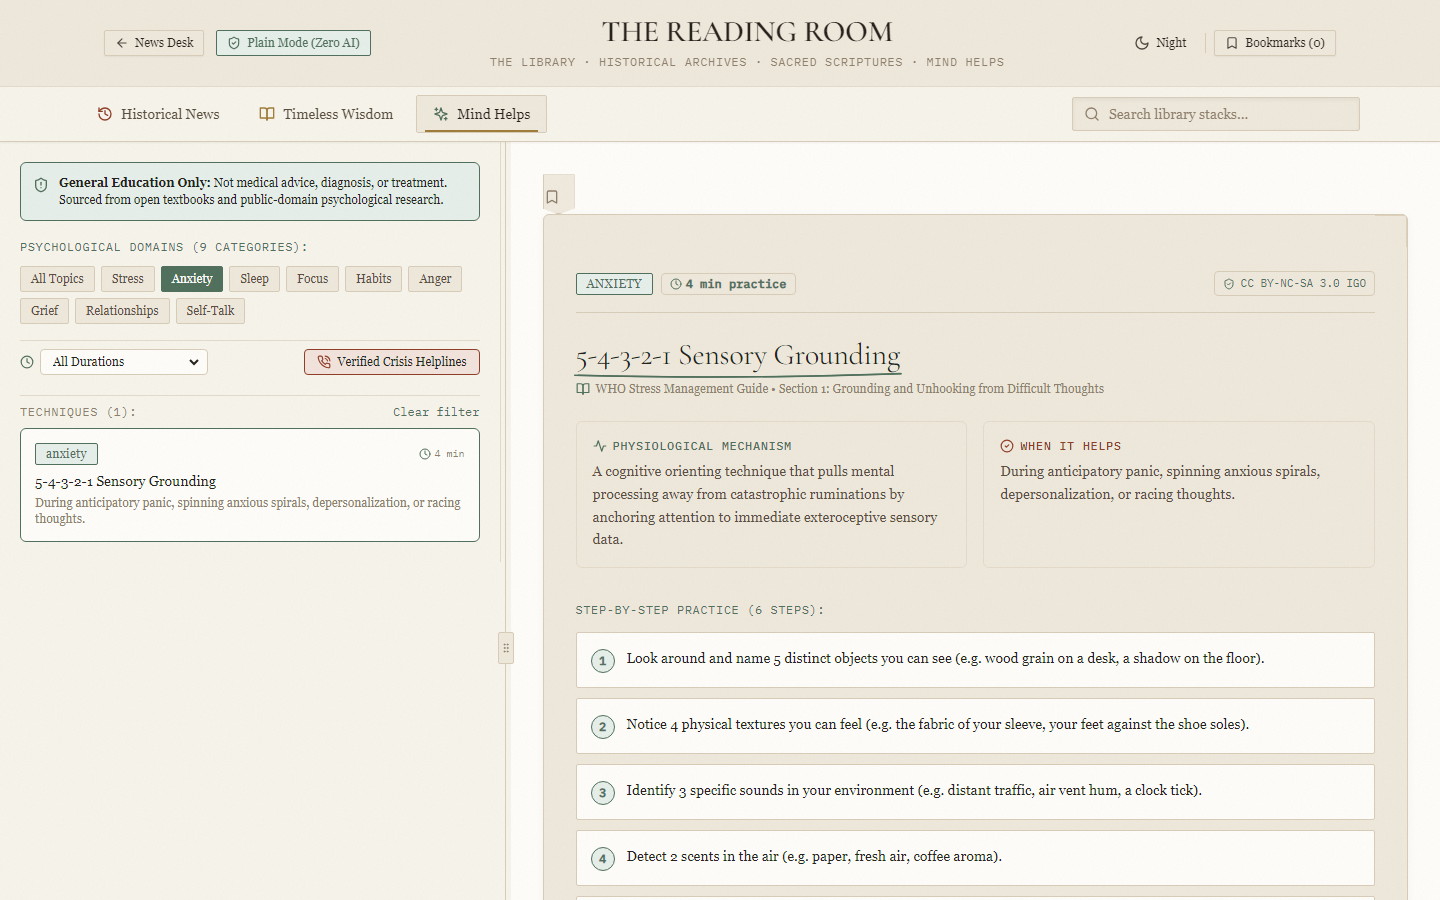 News Desk
Plain Mode (Zero AI)
THE READING ROOM
THE LIBRARY · HISTORICAL ARCHIVES · SACRED SCRIPTURES · MIND HELPS
Night
Bookmarks (0)
Historical News
Timeless Wisdom
Mind Helps
Search library stacks...
General Education Only: Not medical advice, diagnosis, or treatment.
Sourced from open textbooks and public-domain psychological research.
PSYCHOLOGICAL DOMAINS (9 CATEGORIES):
All Topics Stress Anxiety Sleep Focus Habits Anger
Grief Relationships Self-Talk
All Durations
Verified Crisis Helplines
TECHNIQUES (1):
Clear filter
anxiety
4 min
5-4-3-2-1 Sensory Grounding
During anticipatory panic, spinning anxious spirals, depersonalization, or racing
thoughts.
ANXIETY
4 min practice
CC BY-NC-SA 3.0 IGO
5-4-3-2-1 Sensory Grounding
WHO Stress Management Guide • Section 1: Grounding and Unhooking from Difficult Thoughts
PHYSIOLOGICAL MECHANISM
A cognitive orienting technique that pulls mental
processing away from catastrophic ruminations by
anchoring attention to immediate exteroceptive sensory
data.
WHEN IT HELPS
During anticipatory panic, spinning anxious spirals,
depersonalization, or racing thoughts.
STEP-BY-STEP PRACTICE (6 STEPS):
1 Look around and name 5 distinct objects you can see (e.g. wood grain on a desk, a shadow on the floor).
2 Notice 4 physical textures you can feel (e.g. the fabric of your sleeve, your feet against the shoe soles).
3 Identify 3 specific sounds in your environment (e.g. distant traffic, air vent hum, a clock tick).
4 Detect 2 scents in the air (e.g. paper, fresh air, coffee aroma).